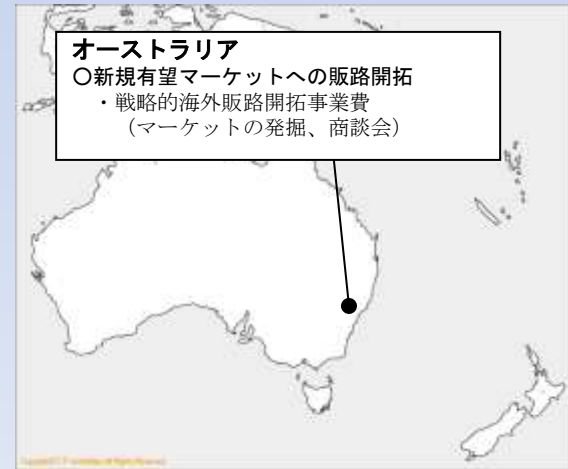 オーストラリア
〇新規有望マーケットへの販路開拓
・戦略的海外販路開拓事業費
（マーケットの発掘、商談会）